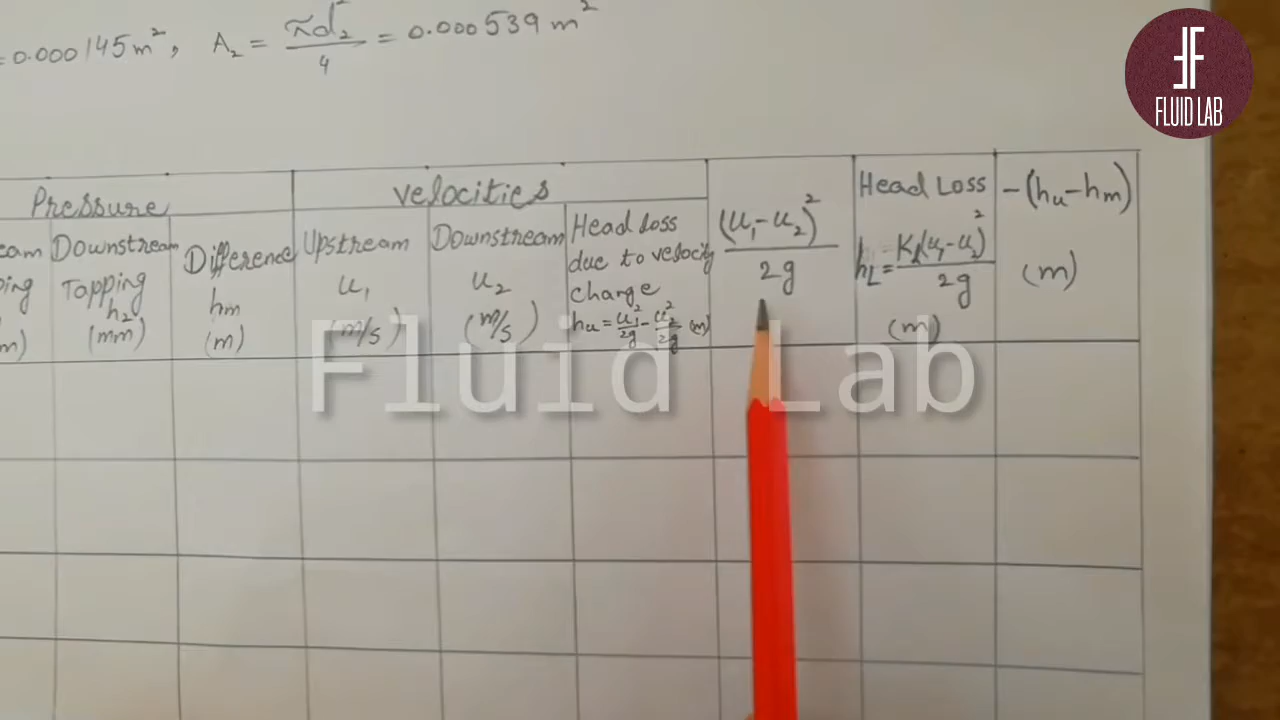 = 0.000145 m², A₂ = πd₂²/4 = 0.000539 m²
FLUID LAB
Pressure
velocities
Downstream
Tapping
h₂
(mm)
Difference
hm
(m)
Upstream
u₁
(m/s)
Downstream
u₂
(m/s)
Head Loss
due to velocity
change
hu = u₁²/2g - u₂²/2g (m)
(u₁-u₂)²/2g
Head Loss
hL = KL(u₁-u₂)²/2g
(m)
-(hu-hm)
(m)
Fluid Lab